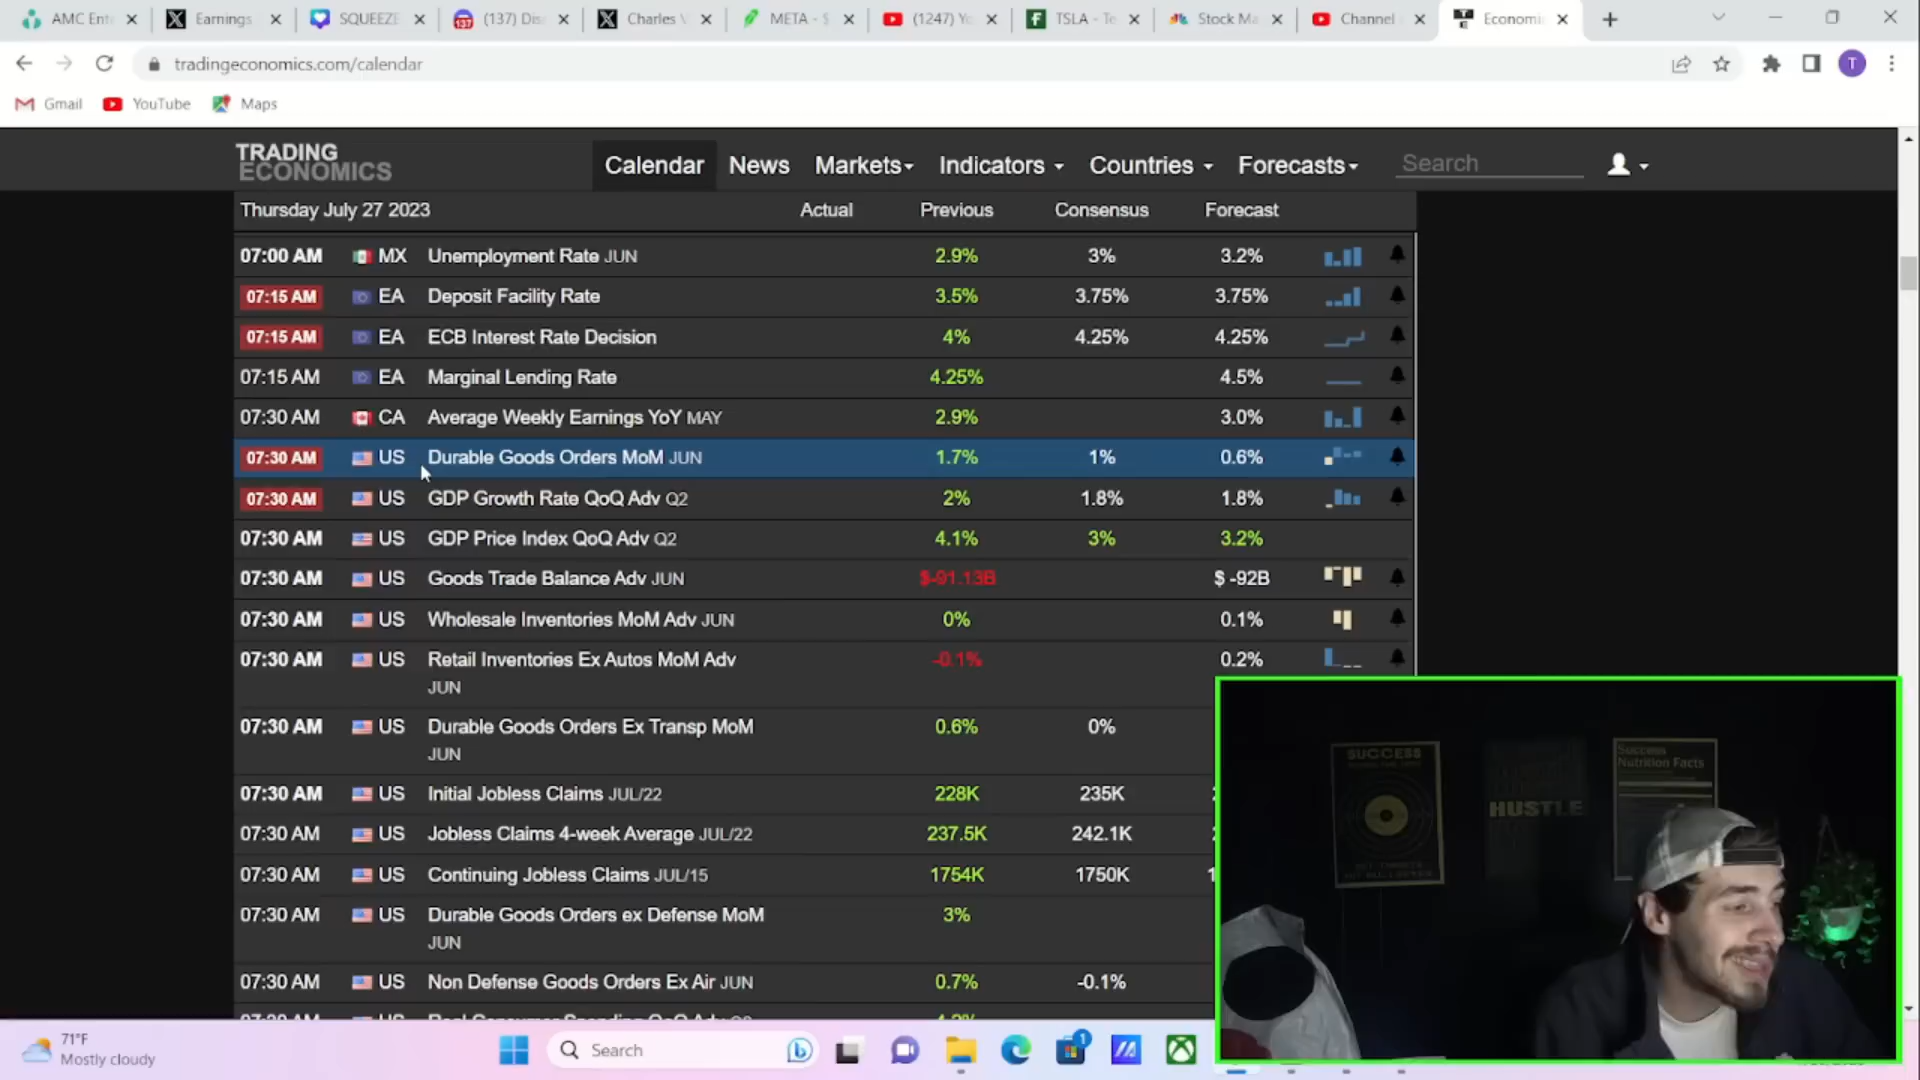 AMC Ent
Earnings
SQUEEZE
(137) Dis
Charles V
META - $
(1247) Yo
TSLA - Te
Stock Ma
Channel
Economi
tradingeconomics.com/calendar
T
Gmail YouTube Maps
TRADING
ECONOMICS
Calendar News Markets Indicators Countries Forecasts Search
Thursday July 27 2023 Actual Previous Consensus Forecast
07:00 AM MX Unemployment Rate JUN 2.9% 3% 3.2%
07:15 AM EA Deposit Facility Rate 3.5% 3.75% 3.75%
07:15 AM EA ECB Interest Rate Decision 4% 4.25% 4.25%
07:15 AM EA Marginal Lending Rate 4.25% 4.5%
07:30 AM CA Average Weekly Earnings YoY MAY 2.9% 3.0%
07:30 AM US Durable Goods Orders MoM JUN 1.7% 1% 0.6%
07:30 AM US GDP Growth Rate QoQ Adv Q2 2% 1.8% 1.8%
07:30 AM US GDP Price Index QoQ Adv Q2 4.1% 3% 3.2%
07:30 AM US Goods Trade Balance Adv JUN $-91.13B $ -92B
07:30 AM US Wholesale Inventories MoM Adv JUN 0% 0.1%
07:30 AM US Retail Inventories Ex Autos MoM Adv -0.1% 0.2%
JUN
07:30 AM US Durable Goods Orders Ex Transp MoM 0.6% 0%
JUN
07:30 AM US Initial Jobless Claims JUL/22 228K 235K
07:30 AM US Jobless Claims 4-week Average JUL/22 237.5K 242.1K
07:30 AM US Continuing Jobless Claims JUL/15 1754K 1750K
07:30 AM US Durable Goods Orders ex Defense MoM 3%
JUN
07:30 AM US Non Defense Goods Orders Ex Air JUN 0.7% -0.1%
SUCCESS
HUSTLE
Success
Nutrition Facts
71°F
Mostly cloudy
Search
1